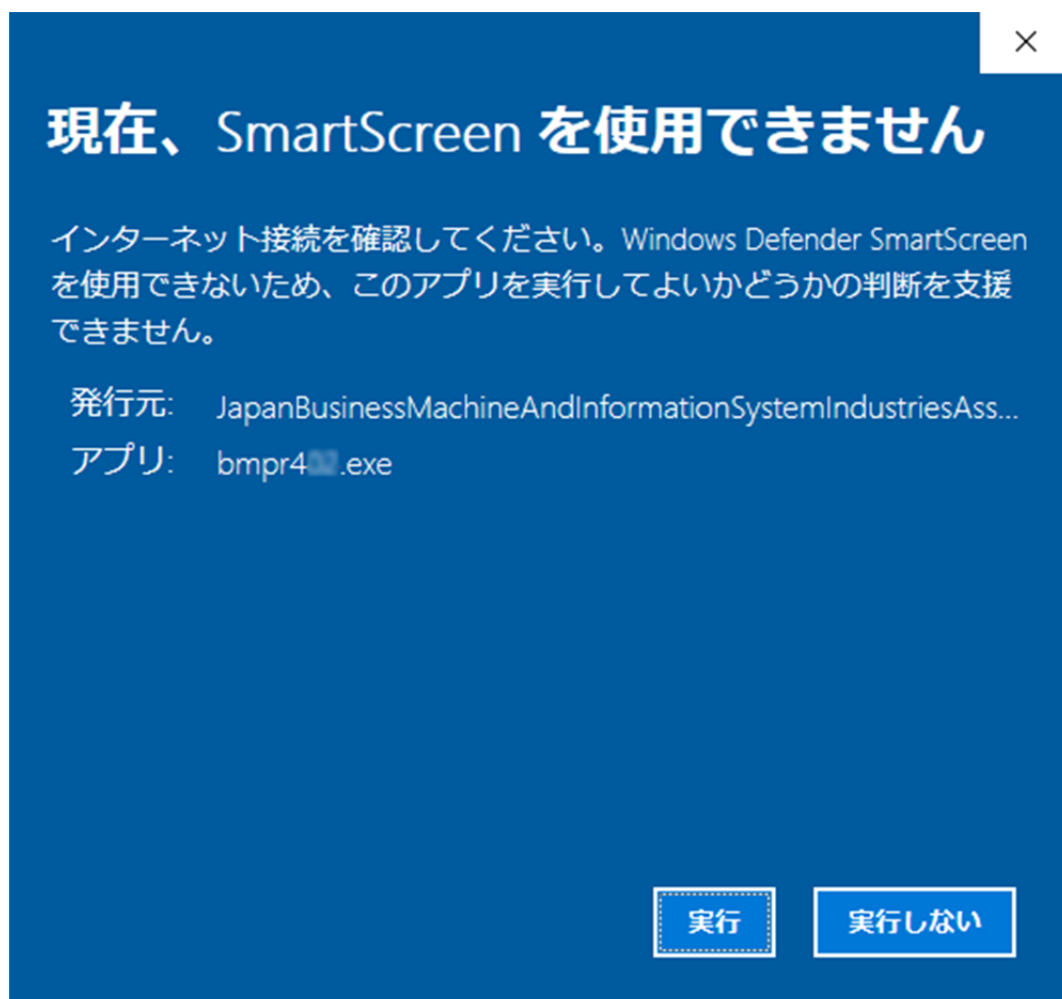 現在、SmartScreen を使用できません
インターネット接続を確認してください。Windows Defender SmartScreen
を使用できないため、このアプリを実行してよいかどうかの判断を支援
できません。
発行元: JapanBusinessMachineAndInformationSystemIndustriesAss...
アプリ: bmpr4 .exe
実行 実行しない